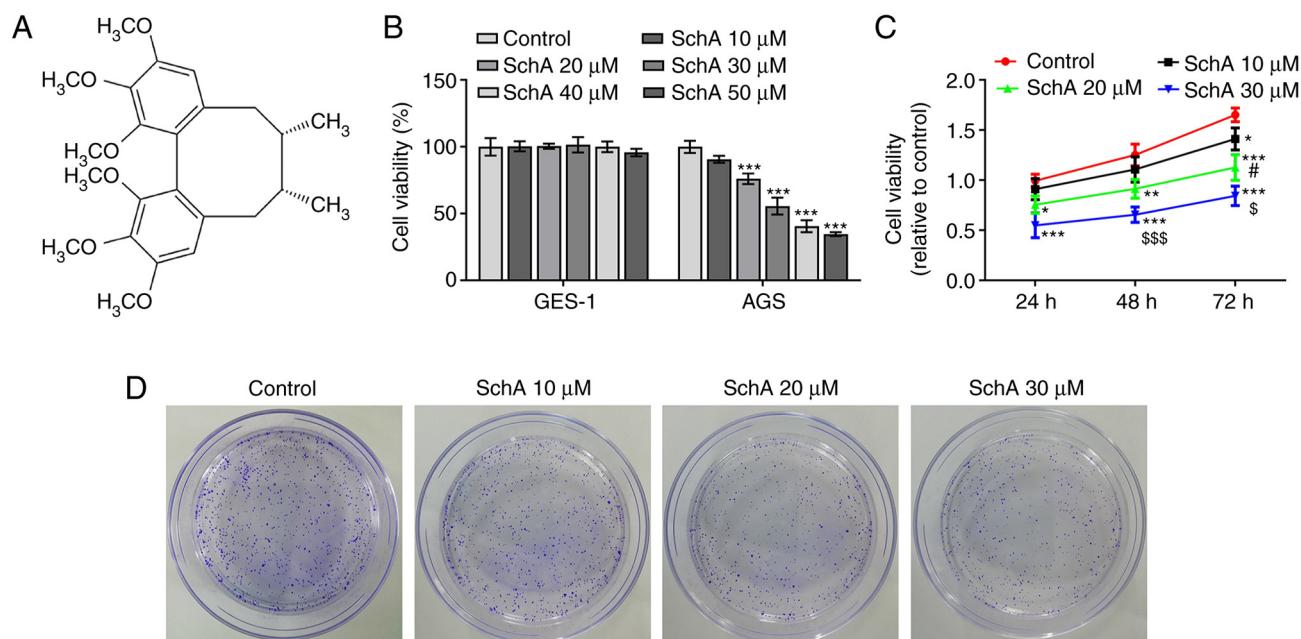 A
H₃CO
H₃CO
H₃CO
H₃CO
H₃CO
H₃CO
CH₃
CH₃
B
Control
SchA 10 μM
SchA 20 μM
SchA 30 μM
SchA 40 μM
SchA 50 μM
Cell viability (%)
150
100
50
0
***
***
***
***
GES-1
AGS
C
Control
SchA 10 μM
SchA 20 μM
SchA 30 μM
Cell viability
(relative to control)
2.0
1.5
1.0
0.5
0.0
*
***
**
***
$$$
*
***
#
***
$
24 h
48 h
72 h
D
Control
SchA 10 μM
SchA 20 μM
SchA 30 μM